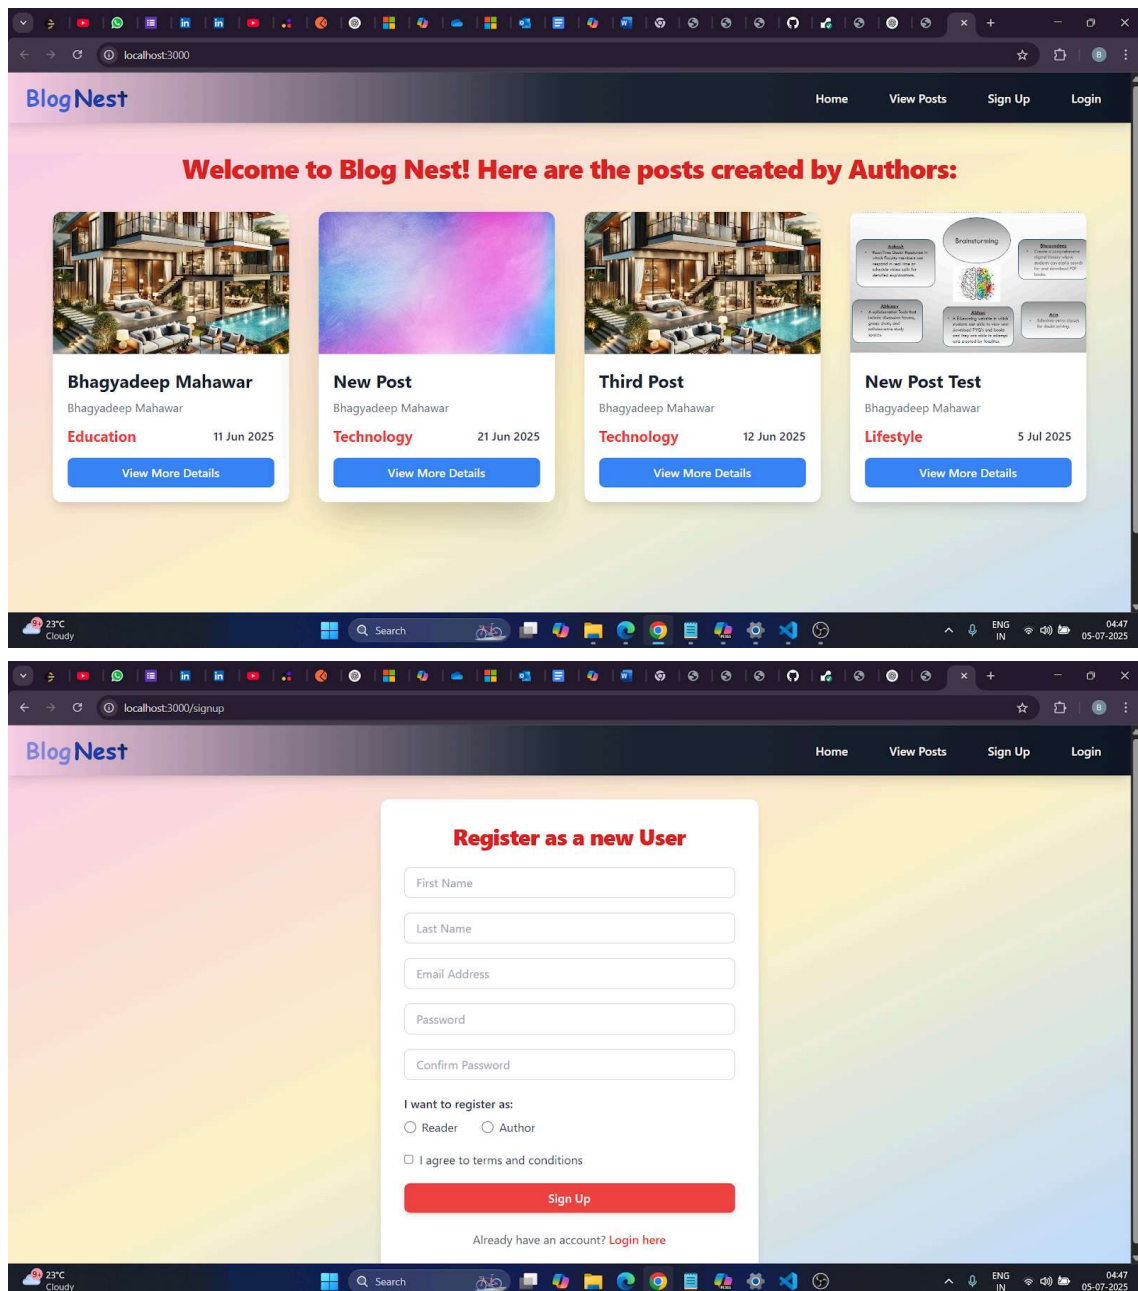 localhost:3000
BlogNest
Home View Posts Sign Up Login
Welcome to Blog Nest! Here are the posts created by Authors:
Brainstorming
Bhagyadeep Mahawar
Bhagyadeep Mahawar
Education 11 Jun 2025
View More Details
New Post
Bhagyadeep Mahawar
Technology 21 Jun 2025
View More Details
Third Post
Bhagyadeep Mahawar
Technology 12 Jun 2025
View More Details
New Post Test
Bhagyadeep Mahawar
Lifestyle 5 Jul 2025
View More Details
23°C
Cloudy
Search
ENG
IN
04:47
05-07-2025
localhost:3000/signup
BlogNest
Home View Posts Sign Up Login
Register as a new User
First Name
Last Name
Email Address
Password
Confirm Password
I want to register as:
Reader Author
I agree to terms and conditions
Sign Up
Already have an account? Login here
23°C
Cloudy
Search
ENG
IN
04:47
05-07-2025